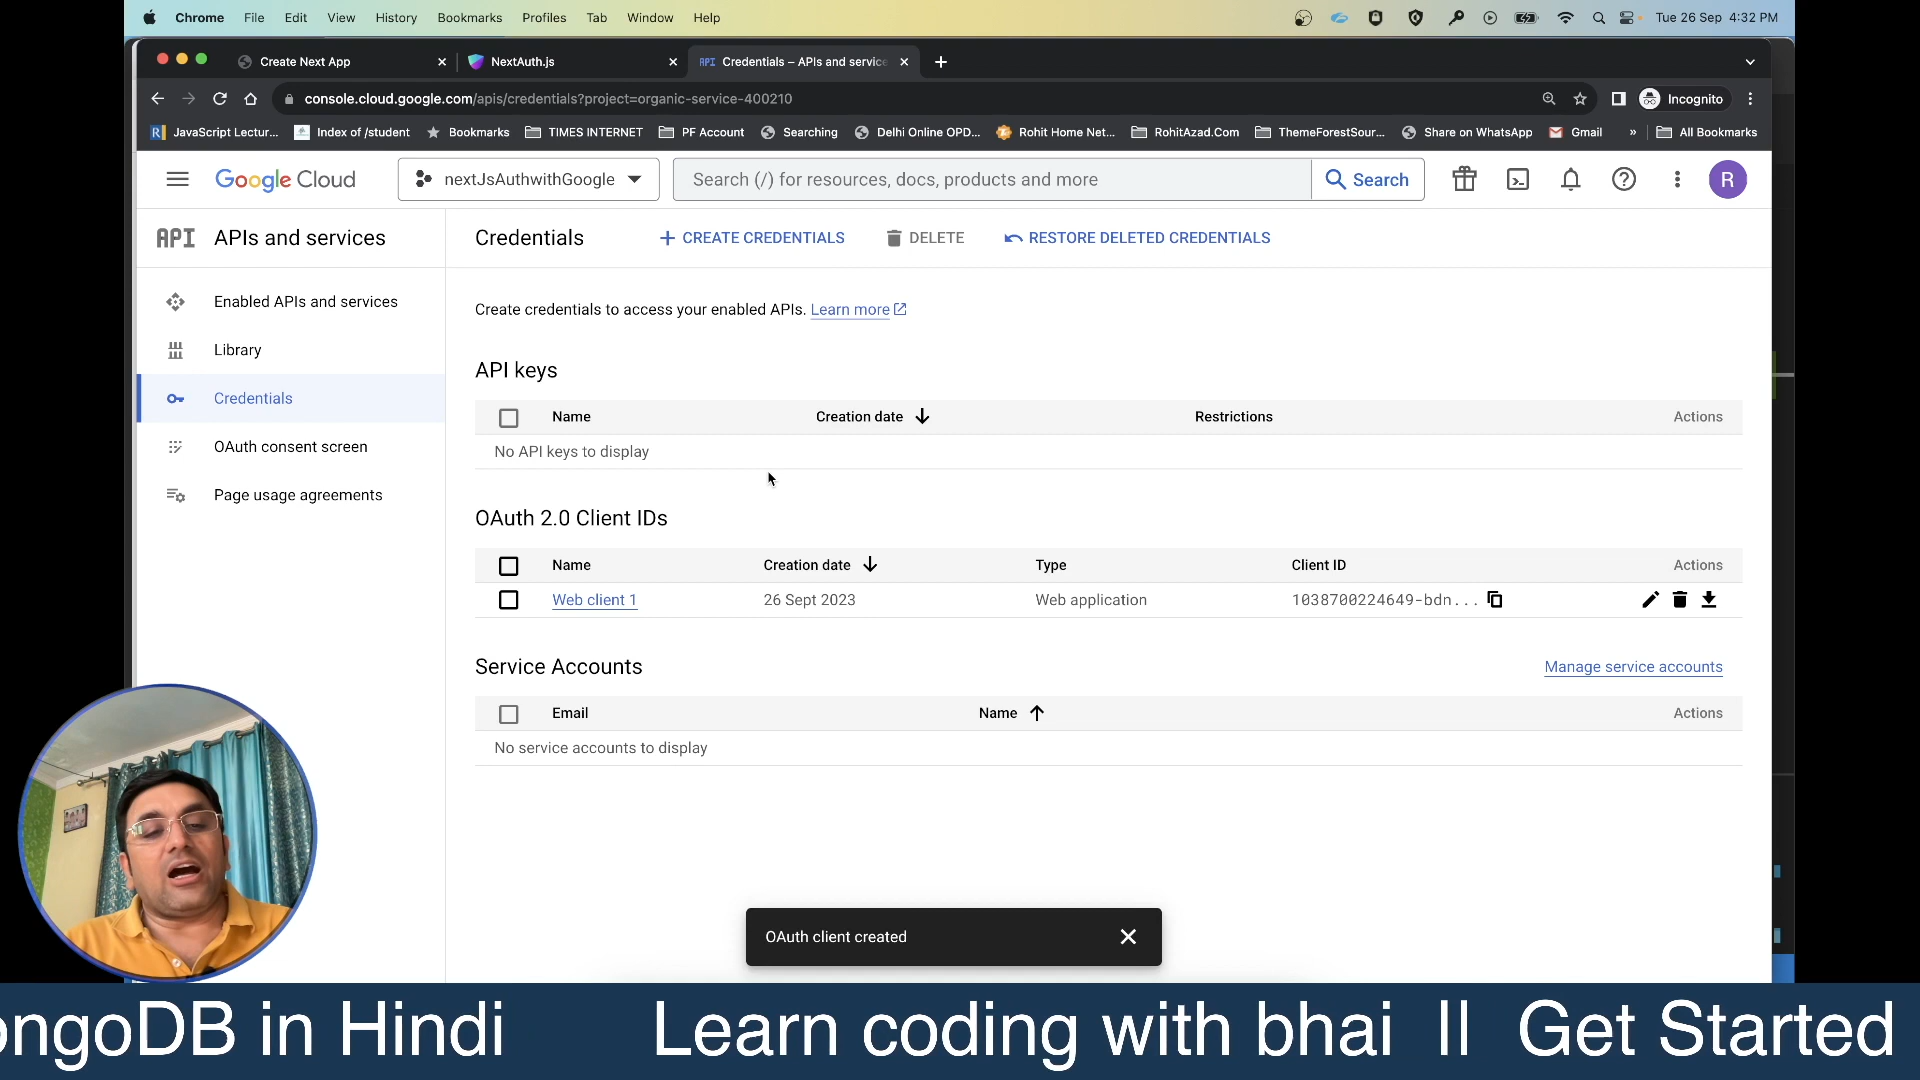 Chrome File Edit View History Bookmarks Profiles Tab Window Help Tue 26 Sep 4:32 PM
Create Next App NextAuth.js API Credentials – APIs and service
console.cloud.google.com/apis/credentials?project=organic-service-400210 Incognito
JavaScript Lectur... Index of /student Bookmarks TIMES INTERNET PF Account Searching Delhi Online OPD... Rohit Home Net... RohitAzad.Com ThemeForestSour... Share on WhatsApp Gmail » All Bookmarks
Google Cloud nextJsAuthwithGoogle Search (/) for resources, docs, products and more Search R
API APIs and services Credentials + CREATE CREDENTIALS DELETE RESTORE DELETED CREDENTIALS
Enabled APIs and services
Library
Credentials
OAuth consent screen
Page usage agreements
Create credentials to access your enabled APIs. Learn more
API keys
Name Creation date Restrictions Actions
No API keys to display
OAuth 2.0 Client IDs
Name Creation date Type Client ID Actions
Web client 1 26 Sept 2023 Web application 1038700224649-bdn...
Service Accounts Manage service accounts
Email Name Actions
No service accounts to display
OAuth client created
ongoDB in Hindi Learn coding with bhai II Get Started